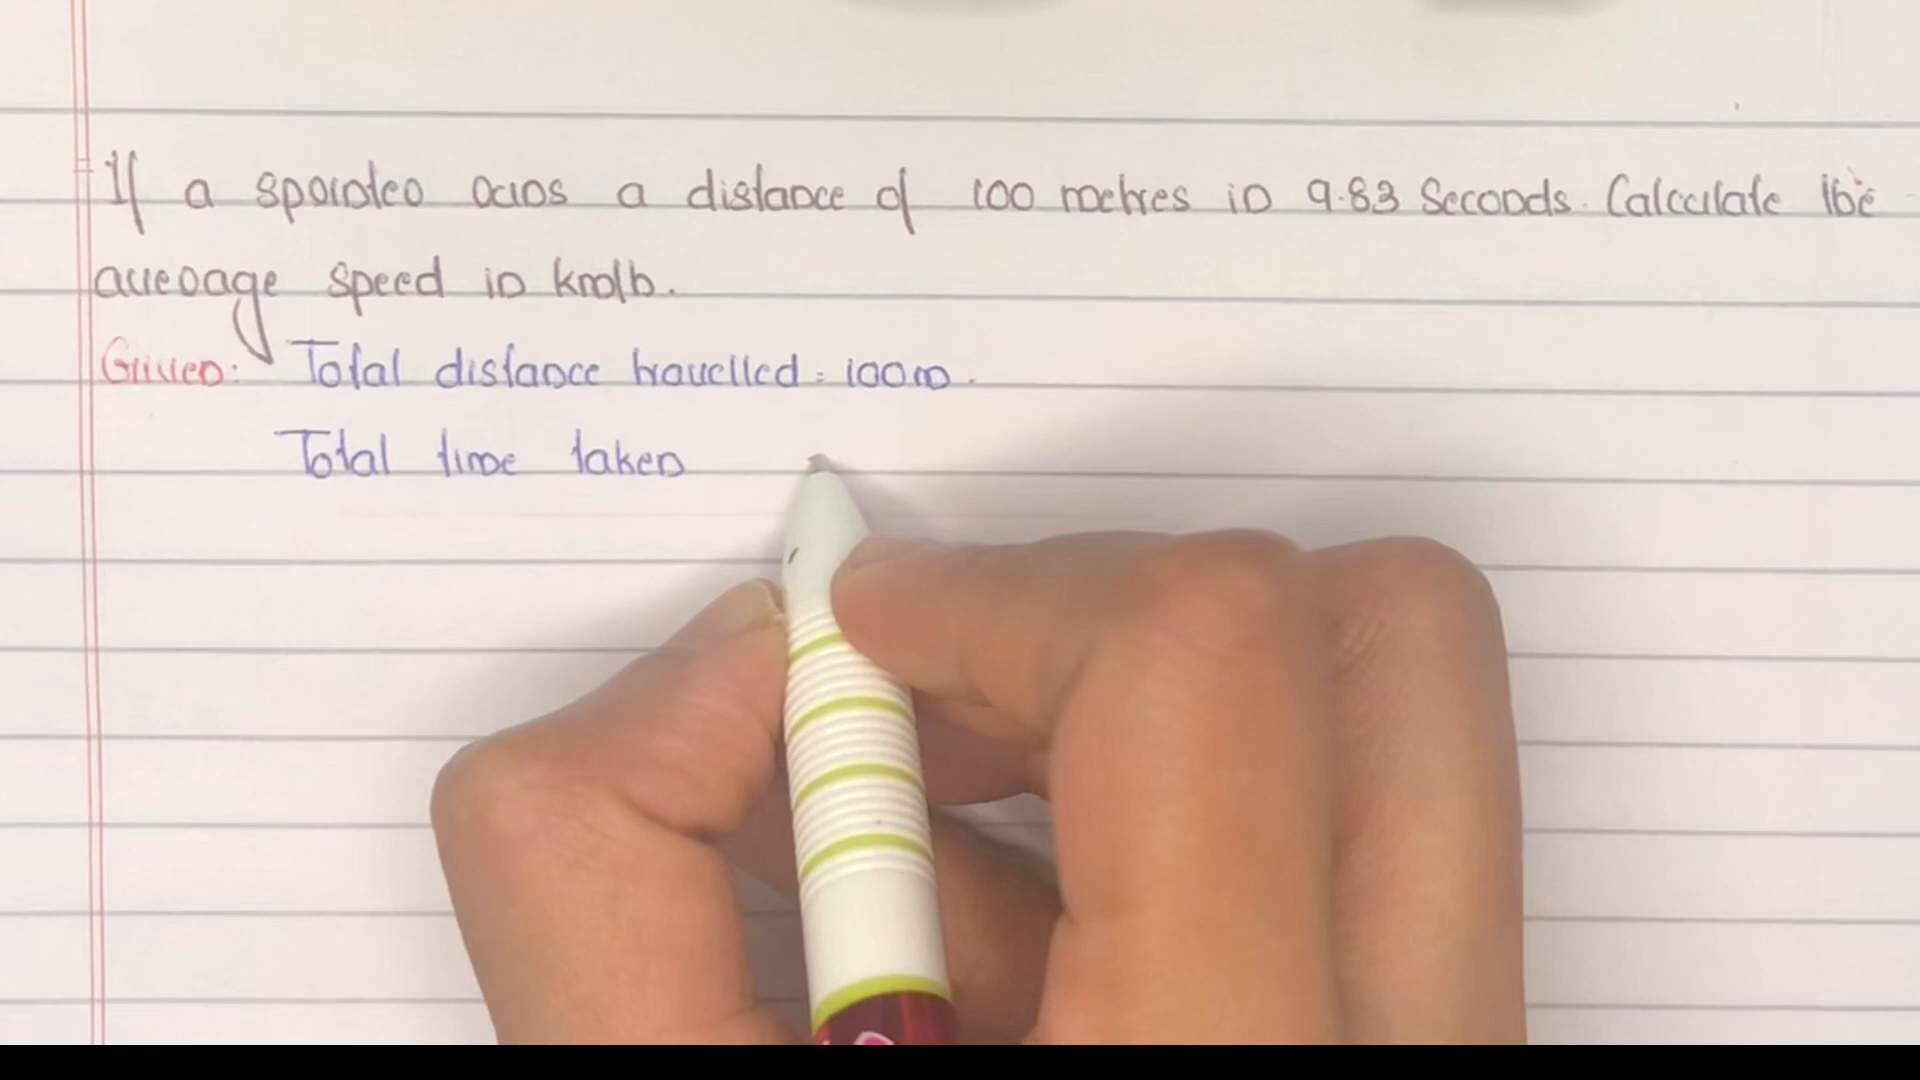 If a sprinter runs a distance of 100 metres in 9.83 seconds. Calculate the
average speed in km/h.
Given: Total distance travelled = 100m.
Total time taken